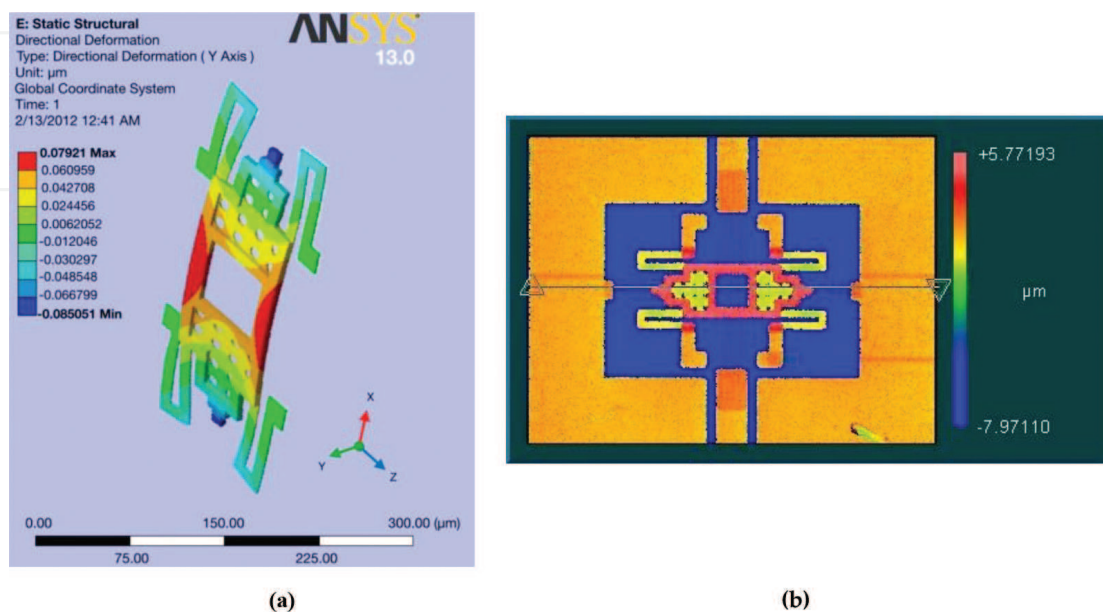 E: Static Structural
Directional Deformation
Type: Directional Deformation ( Y Axis )
Unit: µm
Global Coordinate System
Time: 1
2/13/2012 12:41 AM
ANSYS
13.0
0.07921 Max
0.060959
0.042708
0.024456
0.0062052
-0.012046
-0.030297
-0.048548
-0.066799
-0.085051 Min
X
Y
Z
0.00 150.00 300.00 (µm)
75.00 225.00
(a)
+5.77193
µm
-7.97110
(b)